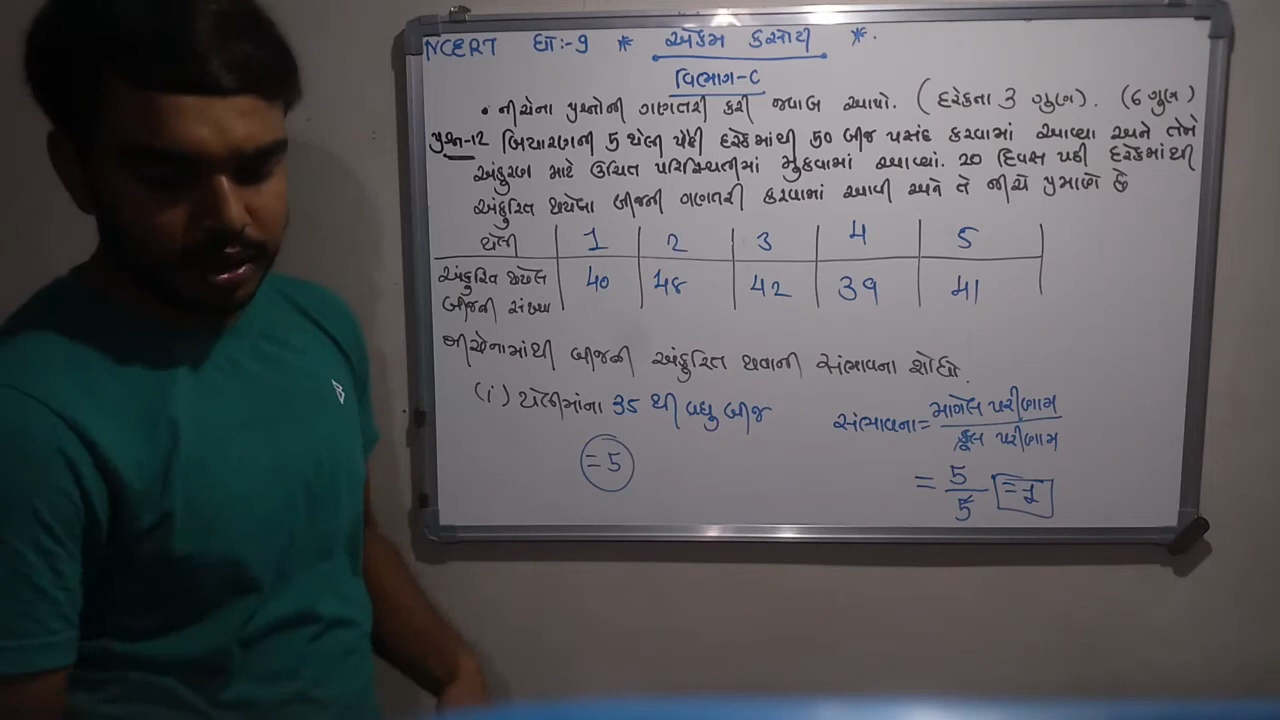 NCERT ધો:-9 * એકમ કસોટી *.
વિભાગ-C
• નીચેના પ્રશ્નોની ગણતરી કરી જવાબ આપો. (દરેકના 3 ગુણ). (6 ગુણ)
પ્રશ્ન-12 બિયારણની 5 થેલી પૈકી દરેકમાંથી 50 બીજ પસંદ કરવામાં આવ્યા અને તેને
અંકુરણ માટે ઉચિત પરિસ્થિતીમાં મુકવામાં આવ્યાં. 20 દિવસ પછી દરેકમાંથી
અંકુરિત થયેલા બીજની ગણતરી કરવામાં આવી અને તે નીચે પ્રમાણે છે
થેલી 1 2 3 4 5
અંકુરિત થયેલ બીજની સંખ્યા 40 48 42 39 41
નીચેનામાંથી બીજની અંકુરિત થવાની સંભાવના શોધો.
(i) થેલીમાંના 35 થી વધુ બીજ
= 5
સંભાવના = માગેલ પરીણામ / કુલ પરીણામ
= 5/5 = 1